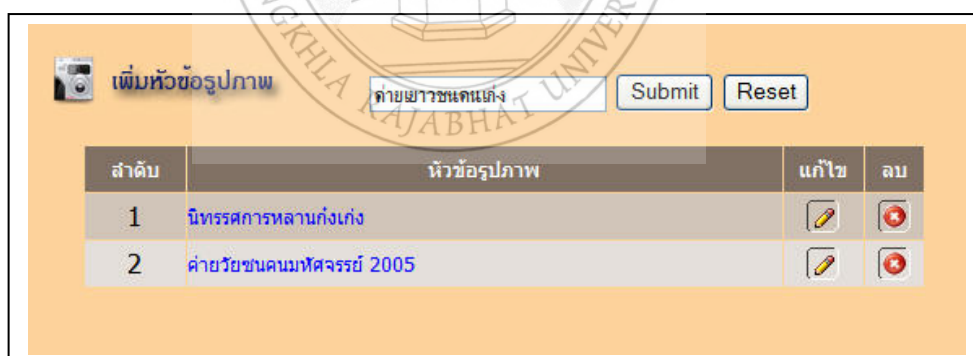 เพิ่มหัวข้อรูปภาพ ค่ายเยาวชนคนเก่ง Submit Reset
ลำดับ หัวข้อรูปภาพ แก้ไข ลบ
1 นิทรรศการหลานก๋งเก่ง
2 ค่ายวัยชนคนมหัศจรรย์ 2005
RAJABHAT